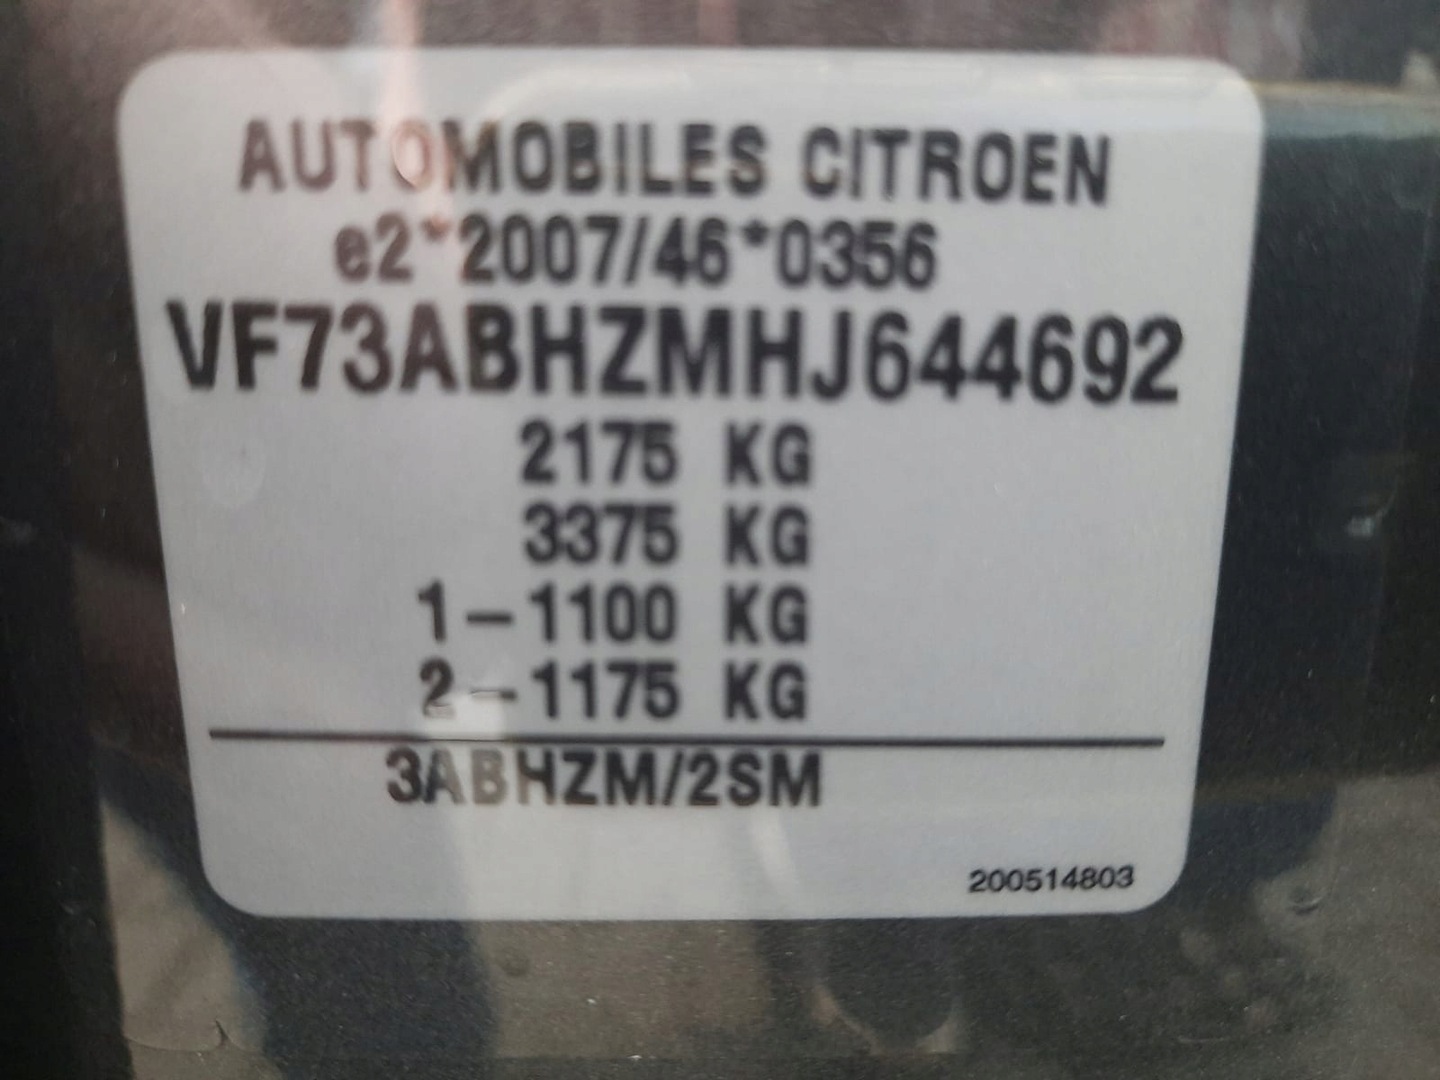 AUTOMOBILES CITROEN
e2*2007/46*0356
VF73ABHZMHJ644692
2175 KG
3375 KG
1-1100 KG
2-1175 KG
3ABHZM/2SM
200514803